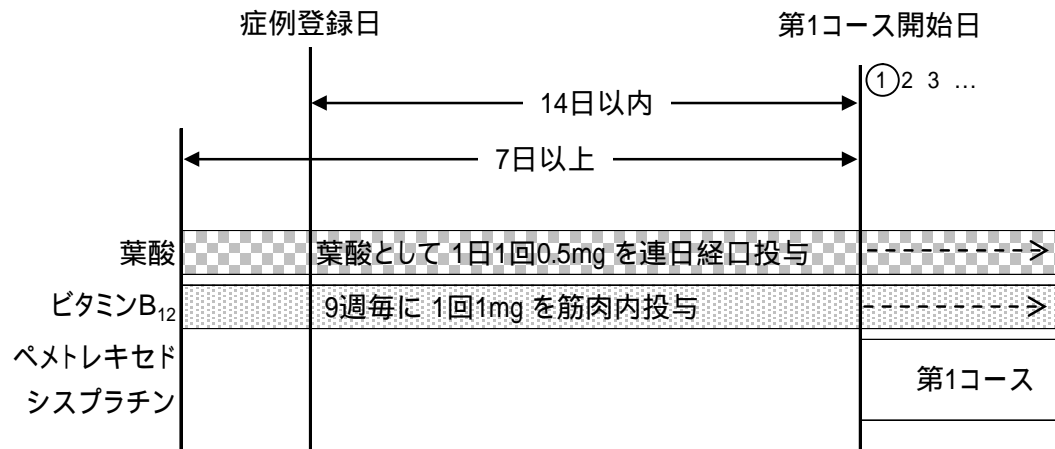 症例登録日
第1コース開始日
①2 3 …
14日以内
7日以上
葉酸
葉酸として 1日1回0.5mg を連日経口投与
ビタミンB₁₂
9週毎に 1回1mg を筋肉内投与
ペメトレキセド
シスプラチン
第1コース